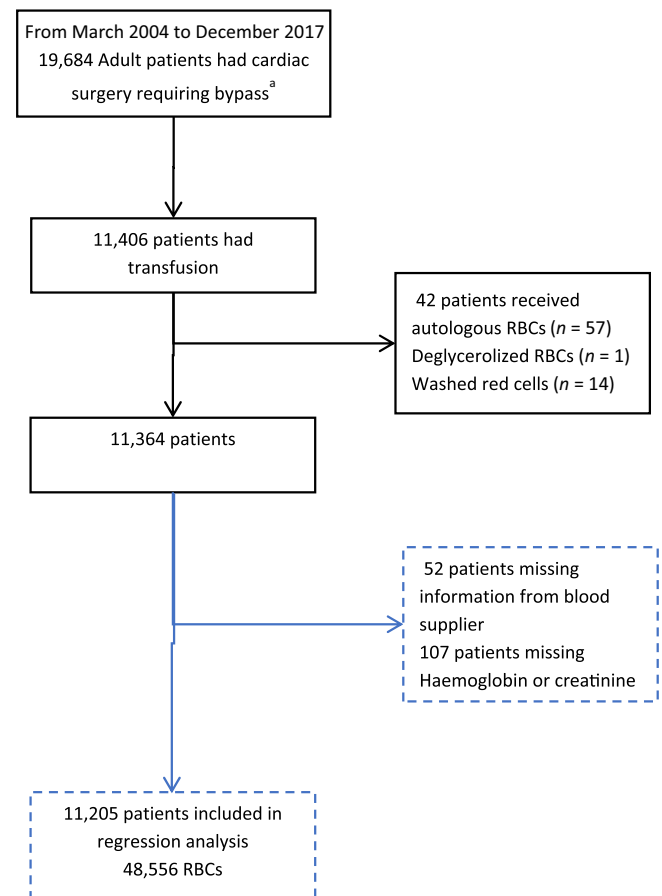 From March 2004 to December 2017
19,684 Adult patients had cardiac
surgery requiring bypassᵃ
11,406 patients had
transfusion
42 patients received
autologous RBCs (n = 57)
Deglycerolized RBCs (n = 1)
Washed red cells (n = 14)
11,364 patients
52 patients missing
information from blood
supplier
107 patients missing
Haemoglobin or creatinine
11,205 patients included in
regression analysis
48,556 RBCs